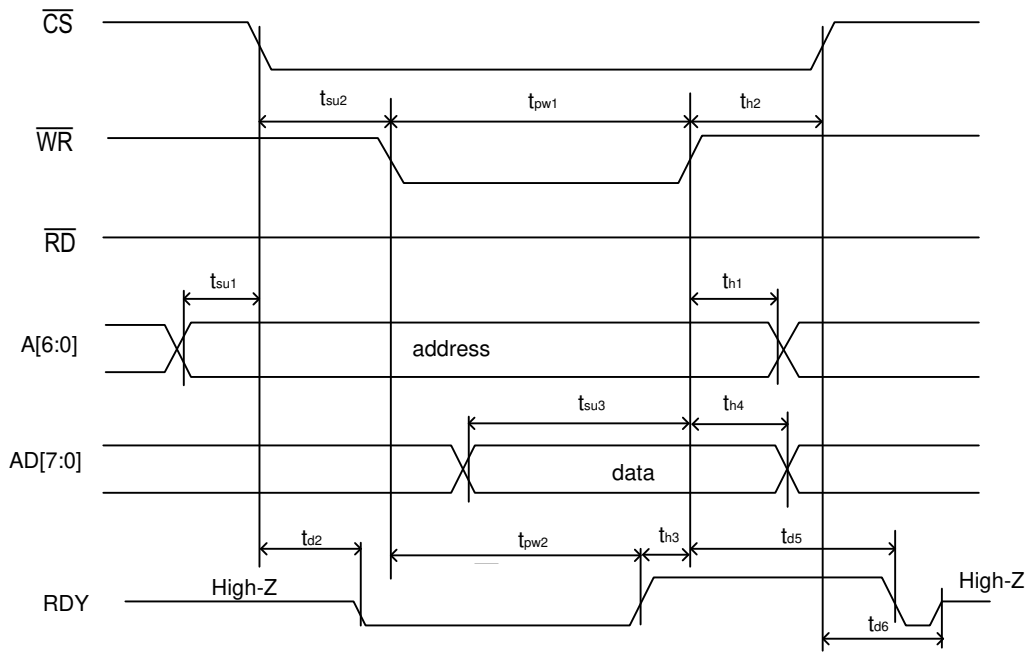 CS
tsu2 tpw1 th2
WR
RD
tsu1 th1
A[6:0] address
tsu3 th4
AD[7:0] data
td2 tpw2 th3 td5
High-Z High-Z
RDY
td6